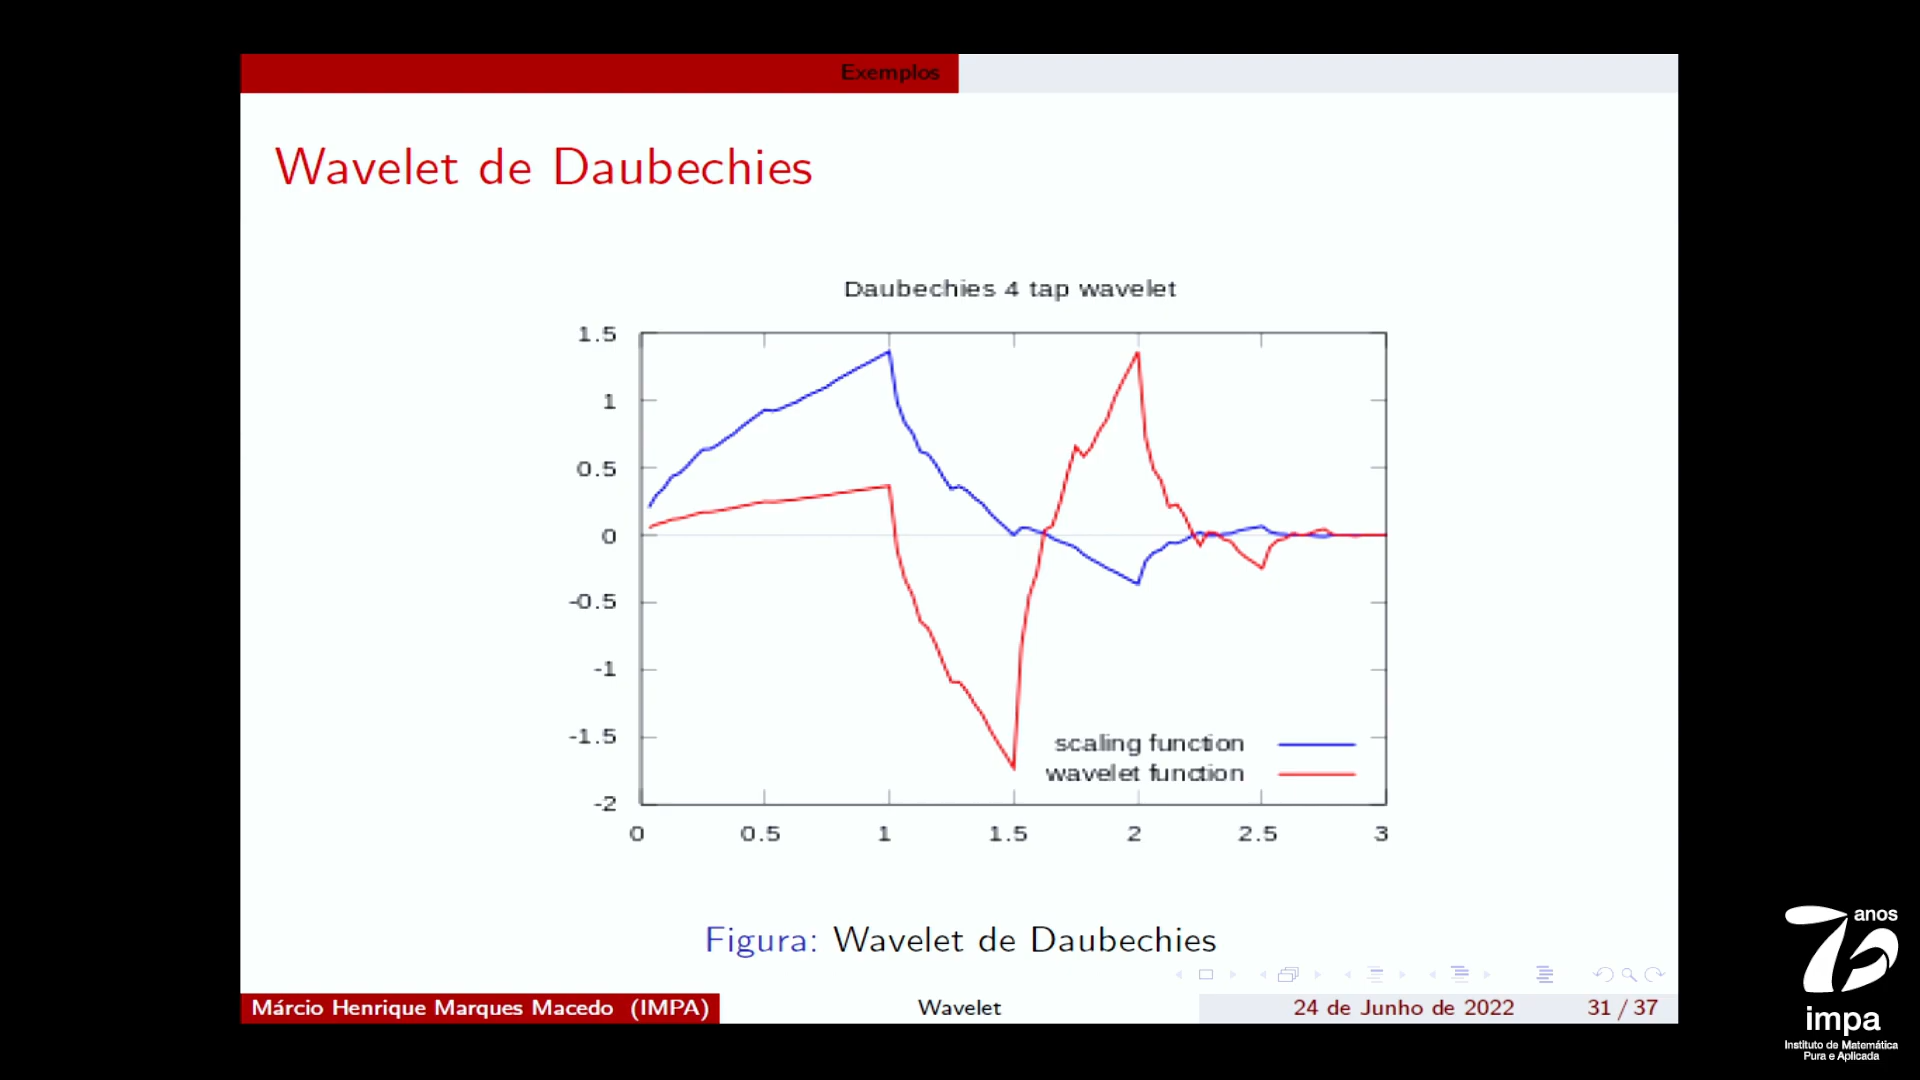 Exemplos
Wavelet de Daubechies
Daubechies 4 tap wavelet
1.5
1
0.5
0
-0.5
-1
-1.5
-2
scaling function
wavelet function
0 0.5 1 1.5 2 2.5 3
Figura: Wavelet de Daubechies
Márcio Henrique Marques Macedo (IMPA) Wavelet 24 de Junho de 2022 31 / 37
70 anos
impa
Instituto de Matemática
Pura e Aplicada